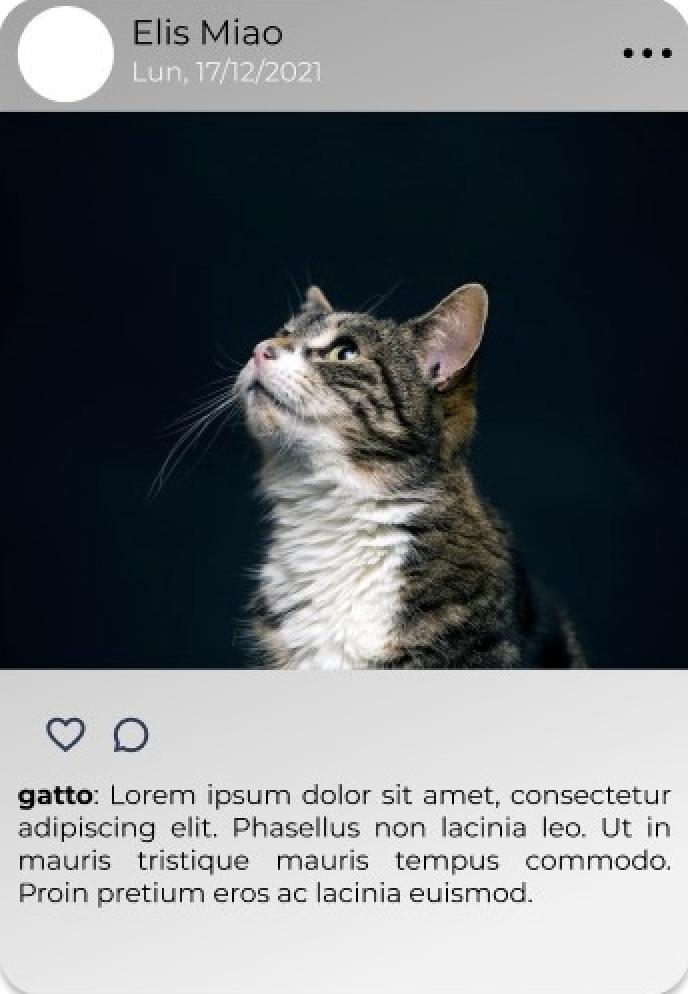 Elis Miao
Lun, 17/12/2021
gatto: Lorem ipsum dolor sit amet, consectetur
adipiscing elit. Phasellus non lacinia leo. Ut in
mauris tristique mauris tempus commodo.
Proin pretium eros ac lacinia euismod.